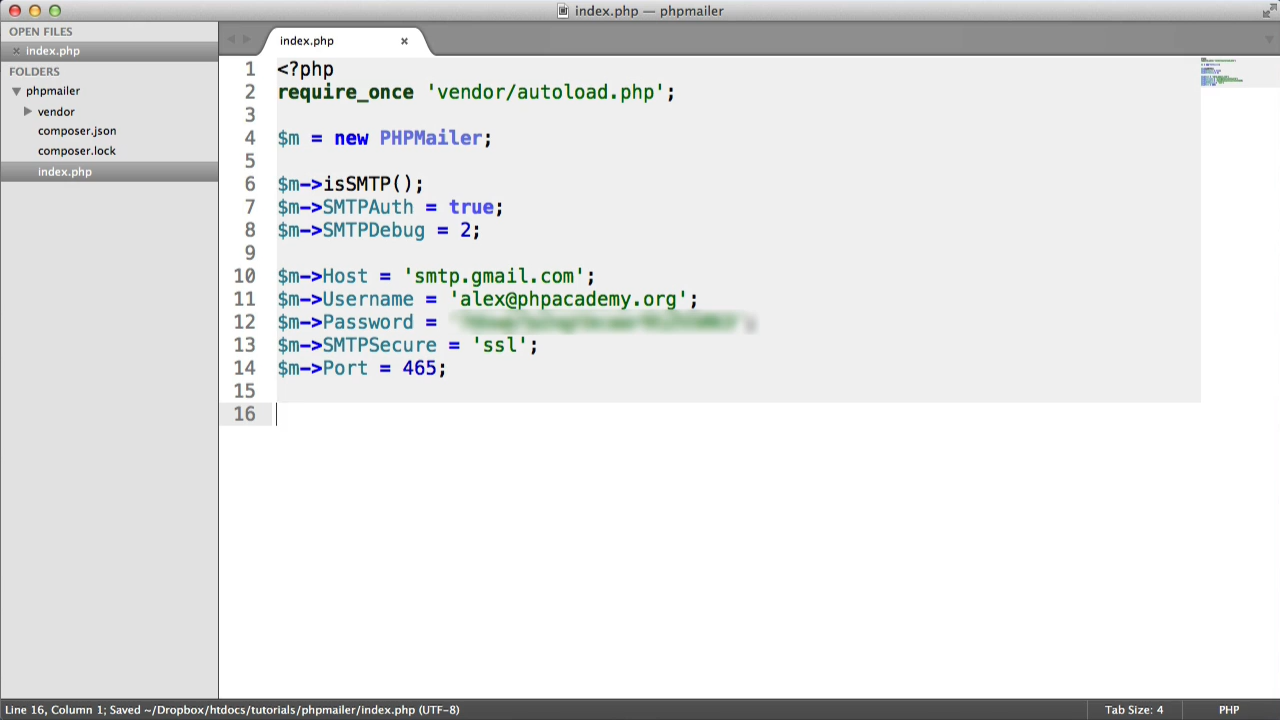 index.php — phpmailer
OPEN FILES
index.php
FOLDERS
phpmailer
vendor
composer.json
composer.lock
index.php
index.php
1 <?php
2 require_once 'vendor/autoload.php';
3
4 $m = new PHPMailer;
5
6 $m->isSMTP();
7 $m->SMTPAuth = true;
8 $m->SMTPDebug = 2;
9
10 $m->Host = 'smtp.gmail.com';
11 $m->Username = 'alex@phpacademy.org';
12 $m->Password =
13 $m->SMTPSecure = 'ssl';
14 $m->Port = 465;
15
16
Line 16, Column 1; Saved ~/Dropbox/htdocs/tutorials/phpmailer/index.php (UTF-8)
Tab Size: 4
PHP